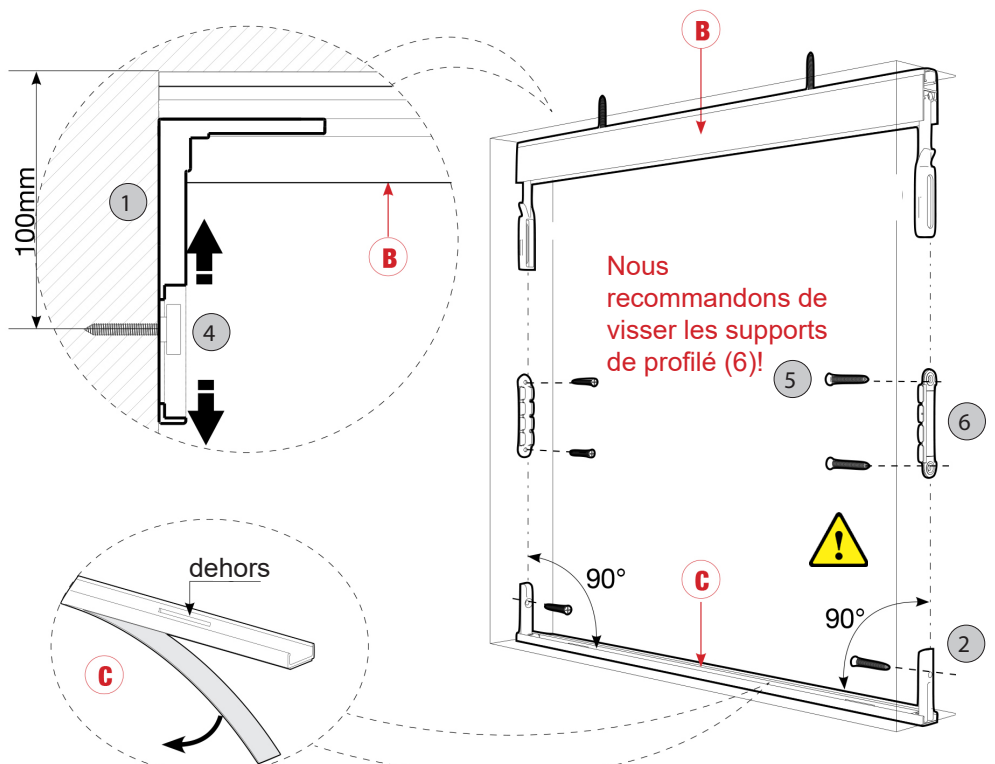 B
100mm
1
B
4
Nous
recommandons de
visser les supports
de profilé (6)!
5
6
dehors
C
90°
C
90°
2